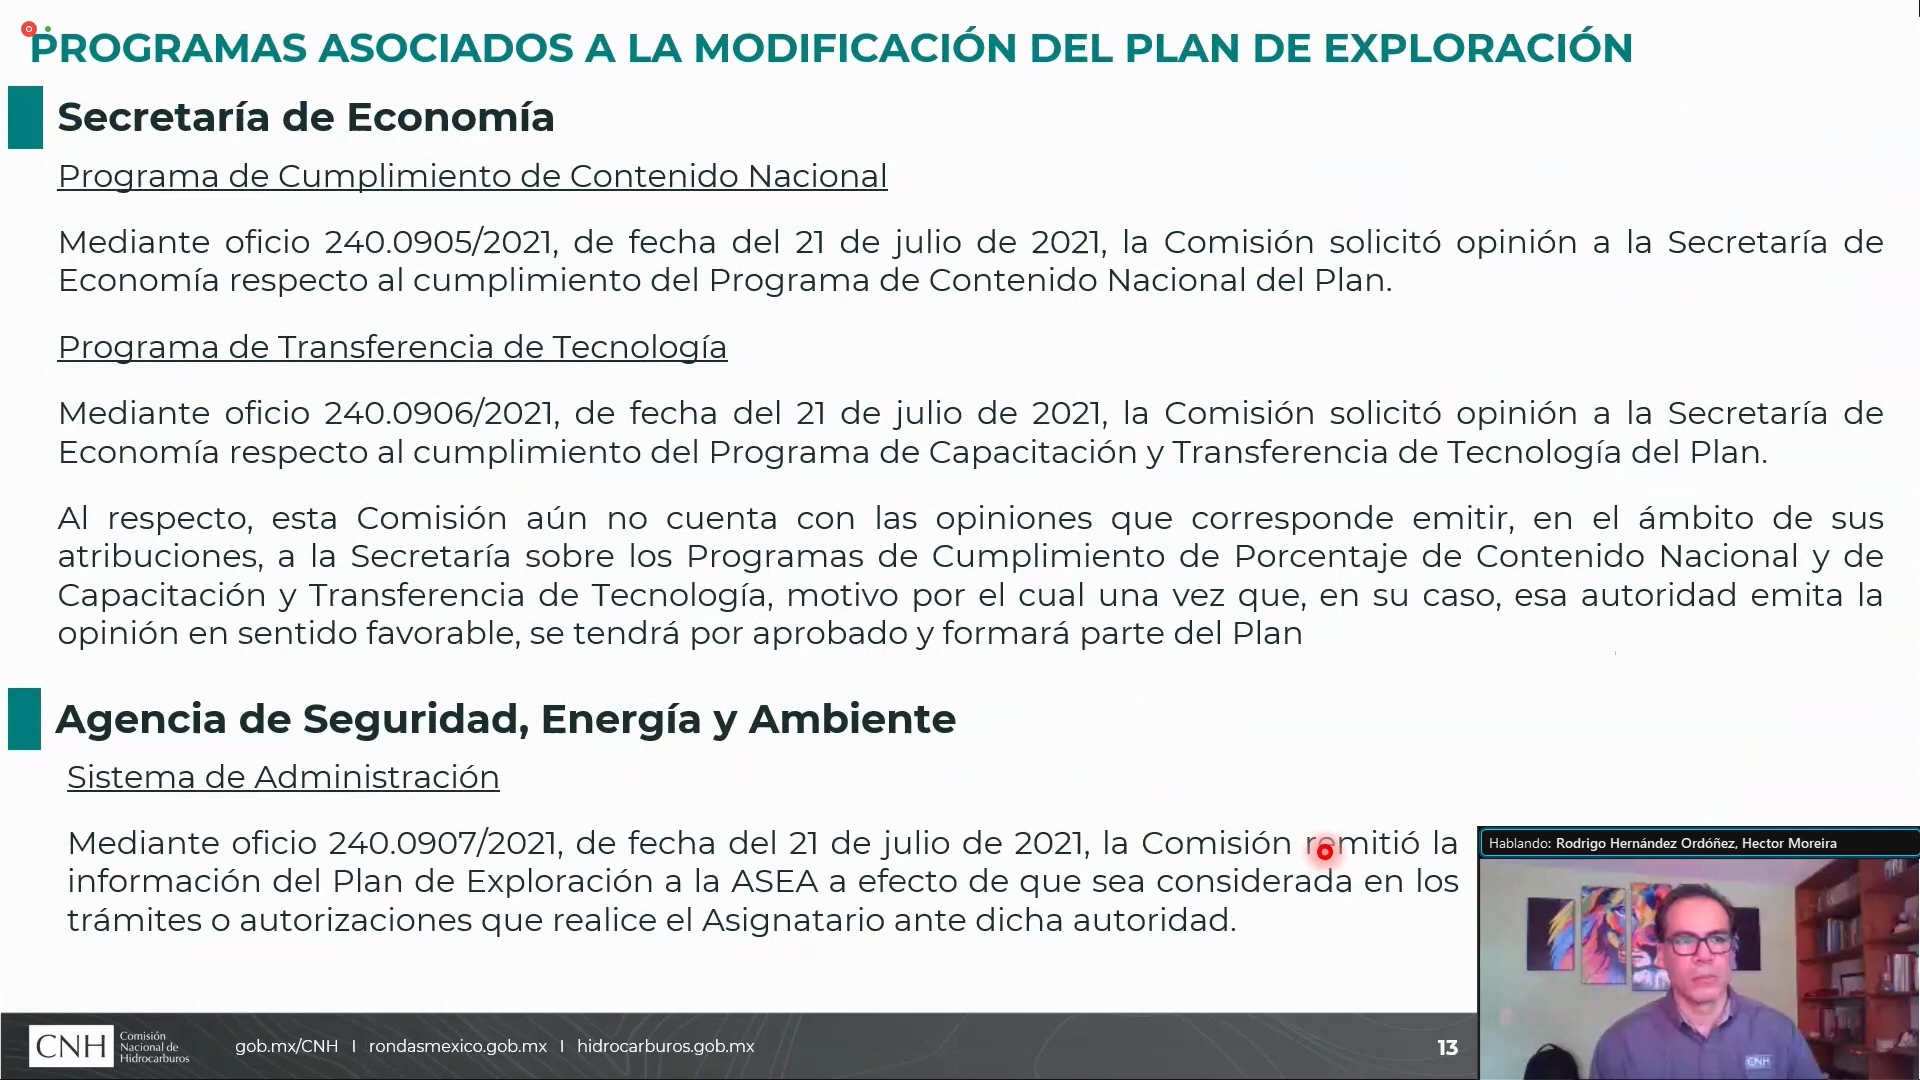 PROGRAMAS ASOCIADOS A LA MODIFICACIÓN DEL PLAN DE EXPLORACIÓN
Secretaría de Economía
Programa de Cumplimiento de Contenido Nacional
Mediante oficio 240.0905/2021, de fecha del 21 de julio de 2021, la Comisión solicitó opinión a la Secretaría de
Economía respecto al cumplimiento del Programa de Contenido Nacional del Plan.
Programa de Transferencia de Tecnología
Mediante oficio 240.0906/2021, de fecha del 21 de julio de 2021, la Comisión solicitó opinión a la Secretaría de
Economía respecto al cumplimiento del Programa de Capacitación y Transferencia de Tecnología del Plan.
Al respecto, esta Comisión aún no cuenta con las opiniones que corresponde emitir, en el ámbito de sus
atribuciones, a la Secretaría sobre los Programas de Cumplimiento de Porcentaje de Contenido Nacional y de
Capacitación y Transferencia de Tecnología, motivo por el cual una vez que, en su caso, esa autoridad emita la
opinión en sentido favorable, se tendrá por aprobado y formará parte del Plan
Agencia de Seguridad, Energía y Ambiente
Sistema de Administración
Mediante oficio 240.0907/2021, de fecha del 21 de julio de 2021, la Comisión remitió la
información del Plan de Exploración a la ASEA a efecto de que sea considerada en los
trámites o autorizaciones que realice el Asignatario ante dicha autoridad.
Hablando: Rodrigo Hernández Ordóñez, Hector Moreira
CNH
CNH
Comisión
Nacional de
Hidrocarburos
gob.mx/CNH I rondasmexico.gob.mx I hidrocarburos.gob.mx
13